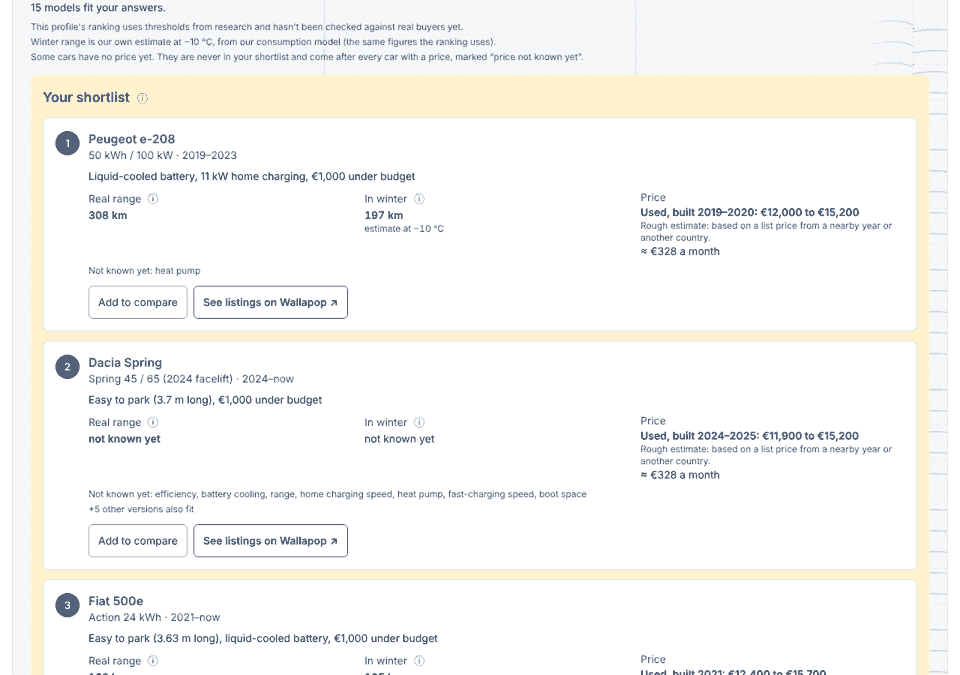 15 models fit your answers.
This profile's ranking uses thresholds from research and hasn't been checked against real buyers yet.
Winter range is our own estimate at −10 °C, from our consumption model (the same figures the ranking uses).
Some cars have no price yet. They are never in your shortlist and come after every car with a price, marked “price not known yet”.
Your shortlist ⓘ
1
Peugeot e-208
50 kWh / 100 kW · 2019–2023
Liquid-cooled battery, 11 kW home charging, €1,000 under budget
Real range ⓘ
308 km
In winter ⓘ
197 km
estimate at −10 °C
Price
Used, built 2019–2020: €12,000 to €15,200
Rough estimate: based on a list price from a nearby year or
another country.
≈ €328 a month
Not known yet: heat pump
Add to compare
See listings on Wallapop ↗
2
Dacia Spring
Spring 45 / 65 (2024 facelift) · 2024–now
Easy to park (3.7 m long), €1,000 under budget
Real range ⓘ
not known yet
In winter ⓘ
not known yet
Price
Used, built 2024–2025: €11,900 to €15,200
Rough estimate: based on a list price from a nearby year or
another country.
≈ €328 a month
Not known yet: efficiency, battery cooling, range, home charging speed, heat pump, fast-charging speed, boot space
+5 other versions also fit
Add to compare
See listings on Wallapop ↗
3
Fiat 500e
Action 24 kWh · 2021–now
Easy to park (3.63 m long), liquid-cooled battery, €1,000 under budget
Real range ⓘ
In winter ⓘ
Price
Used, built 2021: €12,400 to €15,700